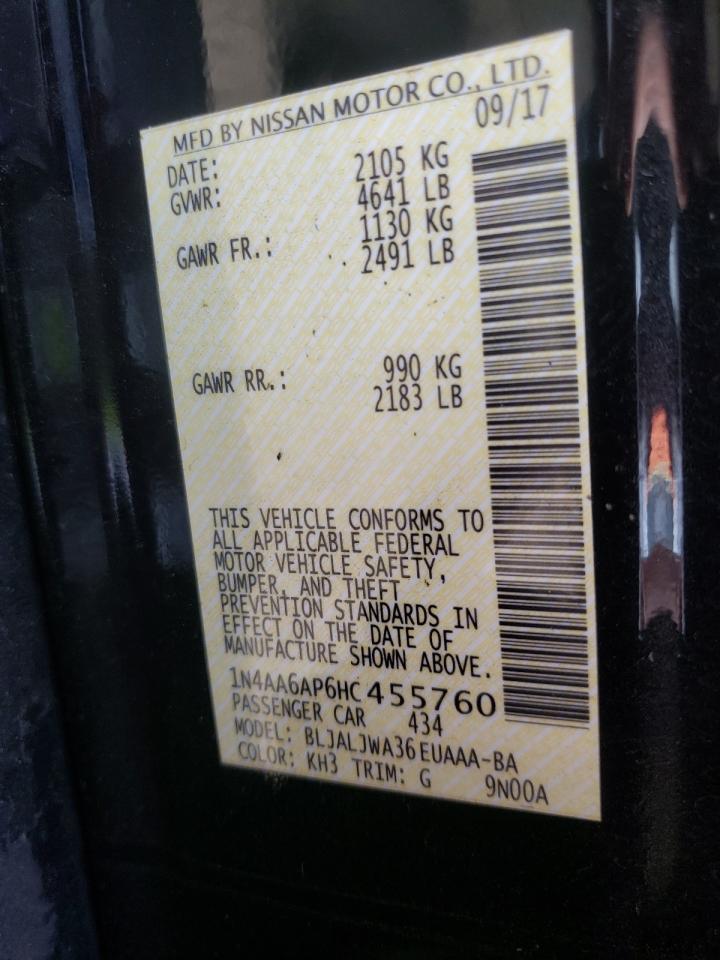 MFD BY NISSAN MOTOR CO., LTD.
DATE: 09/17
GVWR: 2105 KG
4641 LB
GAWR FR.: 1130 KG
2491 LB
GAWR RR.: 990 KG
2183 LB
THIS VEHICLE CONFORMS TO
ALL APPLICABLE FEDERAL
MOTOR VEHICLE SAFETY,
BUMPER, AND THEFT
PREVENTION STANDARDS IN
EFFECT ON THE DATE OF
MANUFACTURE SHOWN ABOVE.
1N4AA6AP6HC455760
PASSENGER CAR 434
MODEL: BLJALJWA36EUAAA-BA
COLOR: KH3 TRIM: G 9N00A